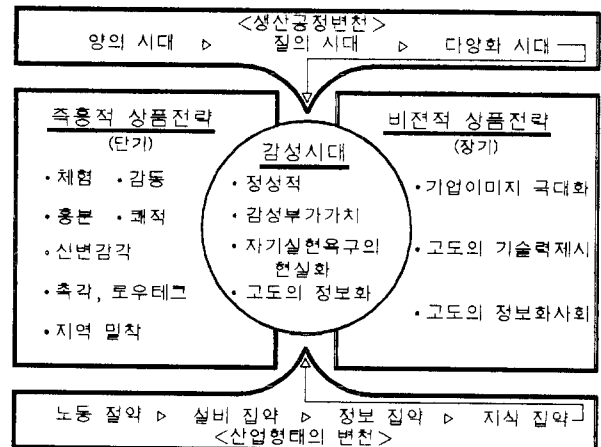 <생산공정변천>
양의 시대 ▷ 질의 시대 ▷ 다양화 시대
즉흥적 상품전략
(단기)
· 체험 · 감동
· 흥분 · 쾌적
· 신변감각
· 촉각, 로우테크
· 지역 밀착
감성시대
· 정성적
· 감성부가가치
· 자기실현욕구의
현실화
· 고도의 정보화
비젼적 상품전략
(장기)
· 기업이미지 극대화
· 고도의 기술력제시
· 고도의 정보화사회
노동 절약 ▷ 설비 집약 ▷ 정보 집약 ▷ 지식 집약
<산업형태의 변천>